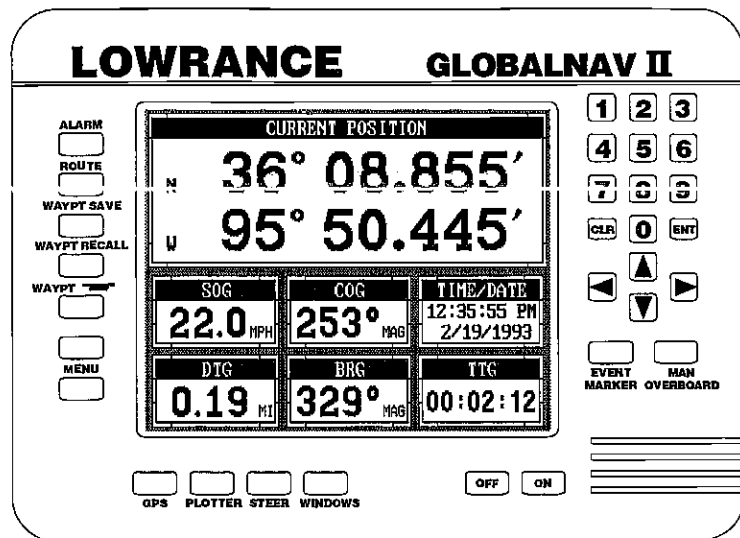 LOWRANCE GLOBALNAV II
ALARM
ROUTE
WAYPT SAVE
WAYPT RECALL
WAYPT
MENU
CURRENT POSITION
N 36° 08.855′
W 95° 50.445′
SOG COG TIME/DATE
22.0 MPH 253° MAG 12:35:55 PM
2/19/1993
DTG BRG TTG
0.19 MI 329° MAG 00:02:12
1 2 3
4 5 6
7 8 9
CLR 0 ENT
EVENT MARKER
MAN OVERBOARD
GPS PLOTTER STEER WINDOWS
OFF ON